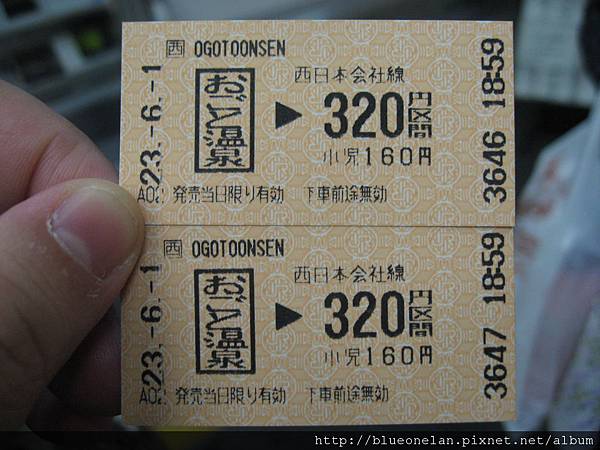 西 OGOTOONSEN
おごと温泉 ▶ 320円区間
西日本会社線
小児160円
A02 発売当日限り有効 下車前途無効
23.-6.-1
3646 18:59
西 OGOTOONSEN
おごと温泉 ▶ 320円区間
西日本会社線
小児160円
A02 発売当日限り有効 下車前途無効
23.-6.-1
3647 18:59
http://blueonelan.pixnet.net/album